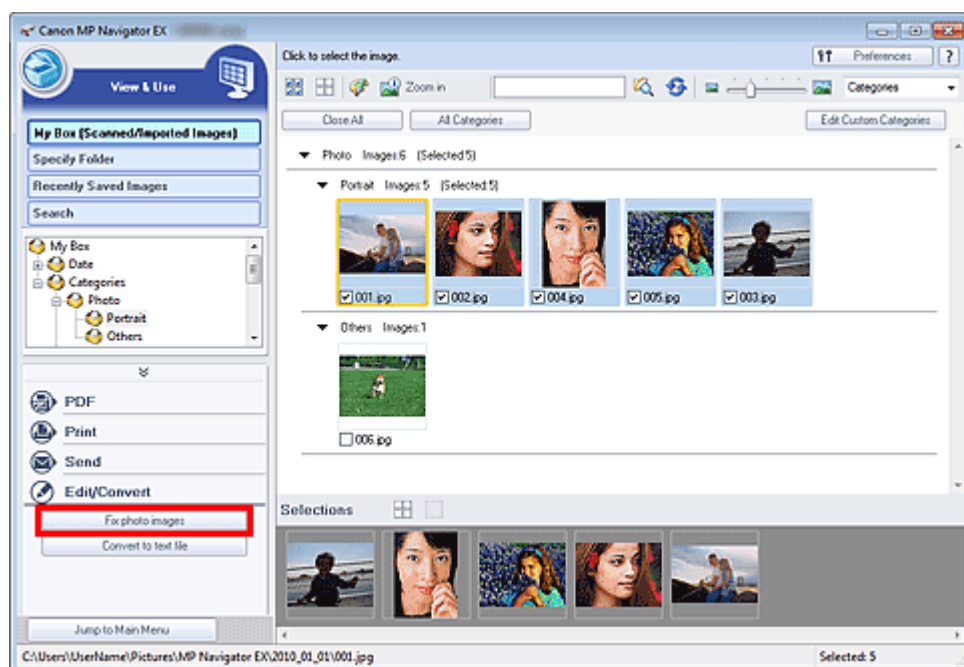 Canon MP Navigator EX
View & Use
Click to select the image.
Preferences
?
Zoom in
Categories
My Box (Scanned/Imported Images)
Specify Folder
Recently Saved Images
Search
Close All
All Categories
Edit Custom Categories
My Box
Date
Categories
Photo
Portrait
Others
Photo Images:6 (Selected:5)
Portrait Images:5 (Selected:5)
001.jpg
002.jpg
004.jpg
005.jpg
003.jpg
Others Images:1
006.jpg
PDF
Print
Send
Edit/Convert
Fix photo images
Convert to text file
Jump to Main Menu
Selections
C:\Users\UserName\Pictures\MP Navigator EX\2010_01_01\001.jpg
Selected: 5